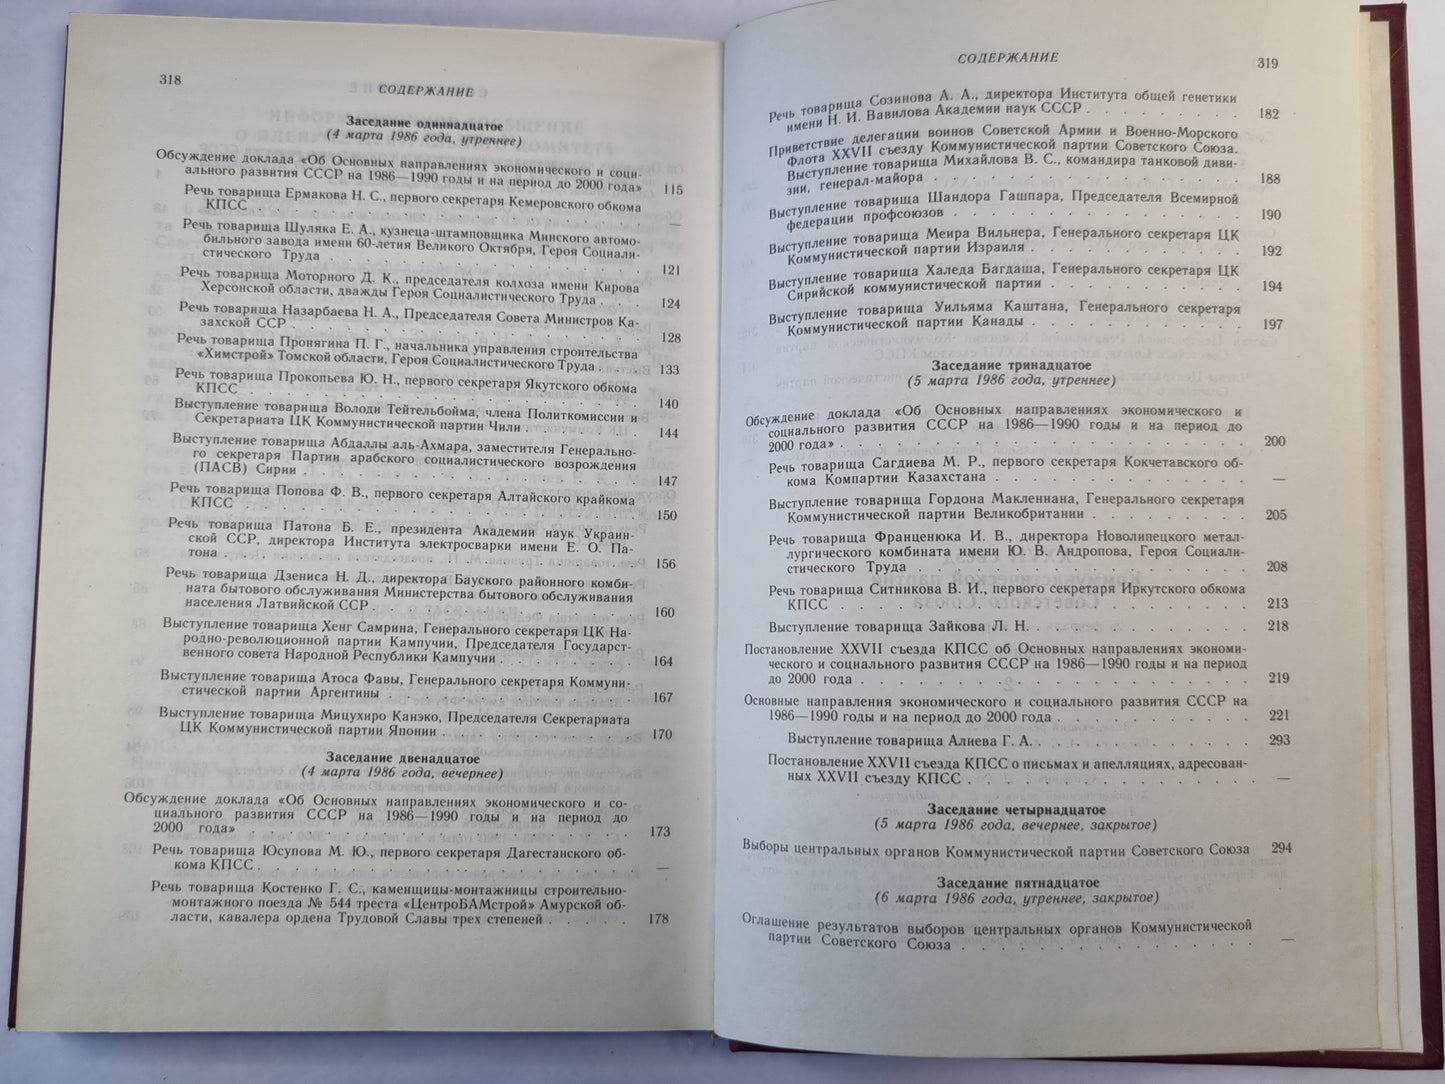 318
СОДЕРЖАНИЕ
Заседание одиннадцатое
(4 марта 1986 года, утреннее)
Обсуждение доклада «Об Основных направлениях экономического и соци-
ального развития СССР на 1986—1990 годы и на период до 2000 года» 115
Речь товарища Ермакова Н. С., первого секретаря Кемеровского обкома
КПСС . . . . . . . . . . . . . . . —
Речь товарища Шуляка Е. А., кузнеца-штамповщика Минского автомо-
бильного завода имени 60-летия Великого Октября, Героя Социали-
стического Труда . . . . . . . . . . . . 121
Речь товарища Моторного Д. К., председателя колхоза имени Кирова
Херсонской области, дважды Героя Социалистического Труда . . . 124
Речь товарища Назарбаева Н. А., Председателя Совета Министров Ка-
захской ССР . . . . . . . . . . . . . . 128
Речь товарища Пронягина П. Г., начальника управления строительства
«Химстрой» Томской области, Героя Социалистического Труда . . . 133
Речь товарища Прокопьева Ю. Н., первого секретаря Якутского обкома
КПСС . . . . . . . . . . . . . . . 140
Выступление товарища Володи Тейтельбойма, члена Политкомиссии и
Секретариата ЦК Коммунистической партии Чили . . . . . . 144
Выступление товарища Абдаллы аль-Ахмара, заместителя Генерально-
го секретаря Партии арабского социалистического возрождения
(ПАСВ) Сирии . . . . . . . . . . . . . 147
Речь товарища Попова Ф. В., первого секретаря Алтайского крайкома
КПСС . . . . . . . . . . . . . . . 150
Речь товарища Патона Б. Е., президента Академии наук Украин-
ской ССР, директора Института электросварки имени Е. О. Па-
тона . . . . . . . . . . . . . . . . 156
Речь товарища Дзениса Н. Д., директора Бауского районного комби-
ната бытового обслуживания Министерства бытового обслуживания
населения Латвийской ССР . . . . . . . . . . . 160
Выступление товарища Хенг Самрина, Генерального секретаря ЦК На-
родно-революционной партии Кампучии, Председателя Государст-
венного совета Народной Республики Кампучии . . . . . . . 164
Выступление товарища Атоса Фавы, Генерального секретаря Коммуни-
стической партии Аргентины . . . . . . . . . . . 167
Выступление товарища Мицухиро Канэко, Председателя Секретариата
ЦК Коммунистической партии Японии . . . . . . . . . 170
Заседание двенадцатое
(4 марта 1986 года, вечернее)
Обсуждение доклада «Об Основных направлениях экономического и со-
циального развития СССР на 1986—1990 годы и на период до
2000 года» . . . . . . . . . . . . . . . . 173
Речь товарища Юсупова М. Ю., первого секретаря Дагестанского об-
кома КПСС . . . . . . . . . . . . . . . —
Речь товарища Костенко Г. С., каменщицы-монтажницы строительно-
монтажного поезда № 544 треста «ЦентроБАМстрой» Амурской об-
ласти, кавалера ордена Трудовой Славы трех степеней . . . . . 178
СОДЕРЖАНИЕ
319
Речь товарища Созинова А. А., директора Института общей генетики
имени Н. И. Вавилова Академии наук СССР . . . . . . . 182
Приветствие делегации воинов Советской Армии и Военно-Морского
Флота XXVII съезду Коммунистической партии Советского Союза.
Выступление товарища Михайлова В. С., командира танковой диви-
зии, генерал-майора . . . . . . . . . . . . . 188
Выступление товарища Шандора Гашпара, Председателя Всемирной
федерации профсоюзов . . . . . . . . . . . . 190
Выступление товарища Меира Вильнера, Генерального секретаря ЦК
Коммунистической партии Израиля . . . . . . . . . 192
Выступление товарища Халеда Багдаша, Генерального секретаря ЦК
Сирийской коммунистической партии . . . . . . . . . 194
Выступление товарища Уильяма Каштана, Генерального секретаря
Коммунистической партии Канады . . . . . . . . . . 197
Заседание тринадцатое
(5 марта 1986 года, утреннее)
Обсуждение доклада «Об Основных направлениях экономического и
социального развития СССР на 1986—1990 годы и на период до
2000 года» . . . . . . . . . . . . . . . . 200
Речь товарища Сагдиева М. Р., первого секретаря Кокчетавского об-
кома Компартии Казахстана . . . . . . . . . . . —
Выступление товарища Гордона Макленнана, Генерального секретаря
Коммунистической партии Великобритании . . . . . . . . 205
Речь товарища Франценюка И. В., директора Новолипецкого метал-
лургического комбината имени Ю. В. Андропова, Героя Социали-
стического Труда . . . . . . . . . . . . . . 208
Речь товарища Ситникова В. И., первого секретаря Иркутского обкома
КПСС . . . . . . . . . . . . . . . . . 213
Выступление товарища Зайкова Л. Н. . . . . . . . . . 218
Постановление XXVII съезда КПСС об Основных направлениях экономи-
ческого и социального развития СССР на 1986—1990 годы и на период
до 2000 года . . . . . . . . . . . . . . . . 219
Основные направления экономического и социального развития СССР на
1986—1990 годы и на период до 2000 года . . . . . . . . 221
Выступление товарища Алиева Г. А. . . . . . . . . . . 293
Постановление XXVII съезда КПСС о письмах и апелляциях, адресован-
ных XXVII съезду КПСС . . . . . . . . . . . . —
Заседание четырнадцатое
(5 марта 1986 года, вечернее, закрытое)
Выборы центральных органов Коммунистической партии Советского Союза 294
Заседание пятнадцатое
(6 марта 1986 года, утреннее, закрытое)
Оглашение результатов выборов центральных органов Коммунистической
партии Советского Союза . . . . . . . . . . . . —